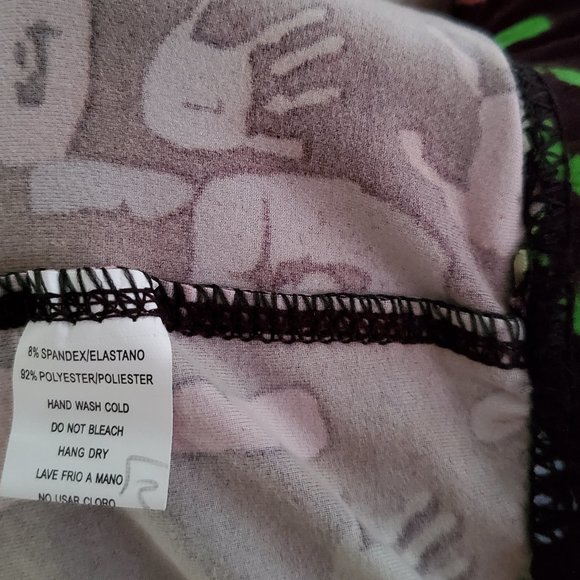 8% SPANDEX/ELASTANO
92% POLYESTER/POLIESTER
HAND WASH COLD
DO NOT BLEACH
HANG DRY
LAVE FRIO A MANO
NO USAR CLORO